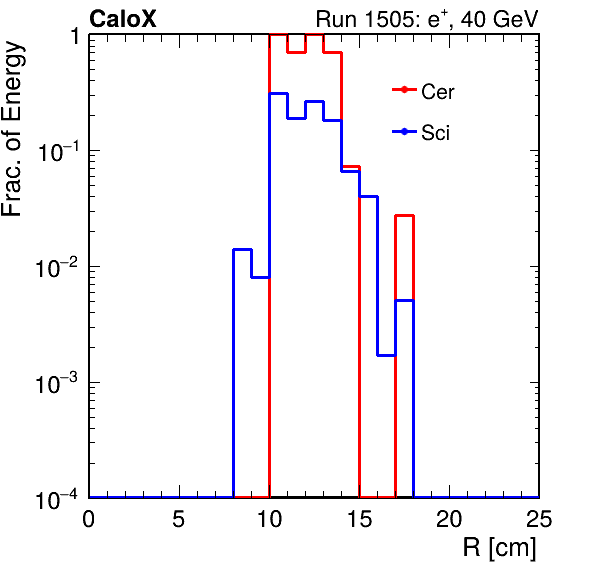 CaloX Run 1505: e⁺, 40 GeV
Frac. of Energy
1
10⁻¹
10⁻²
10⁻³
10⁻⁴
Cer
Sci
0 5 10 15 20 25
R [cm]